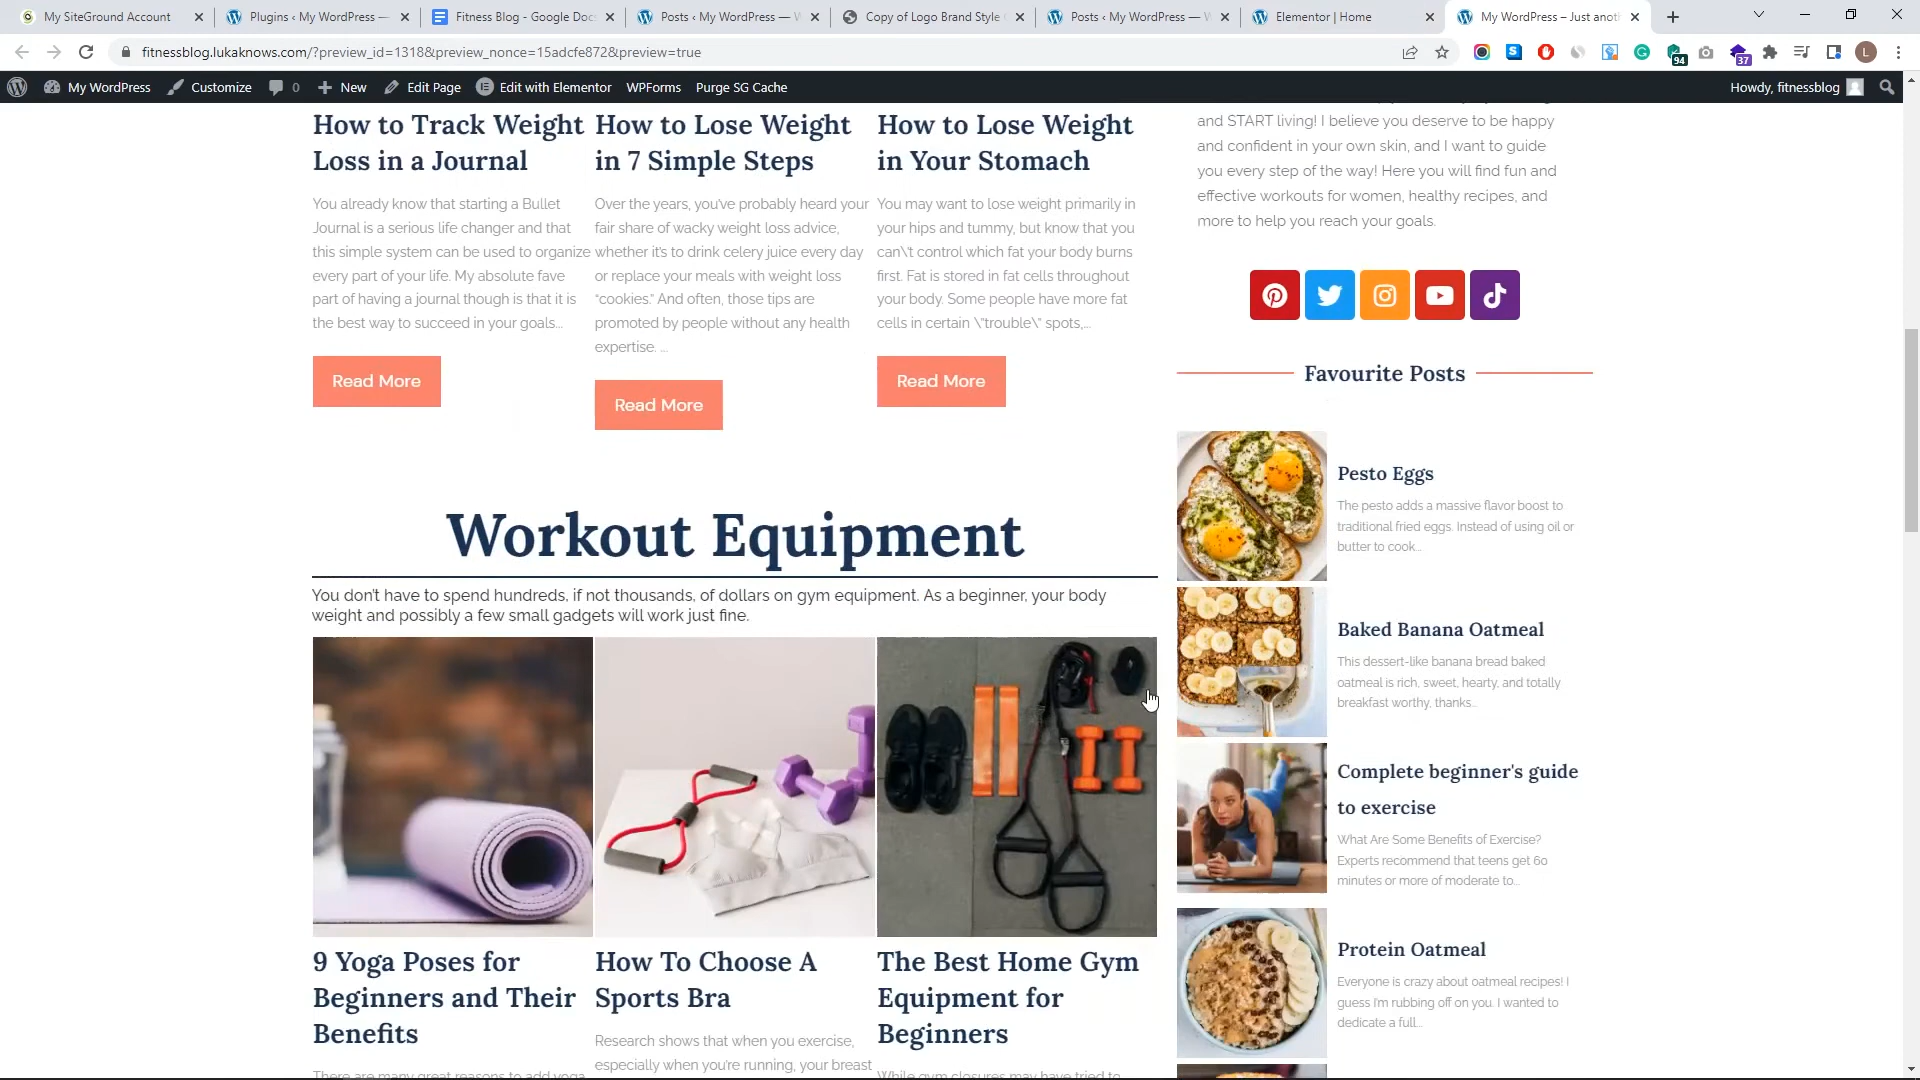 My SiteGround Account
Plugins ‹ My WordPress —
Fitness Blog - Google Docs
Posts ‹ My WordPress — W
Copy of Logo Brand Style
Posts ‹ My WordPress — W
Elementor | Home
My WordPress – Just anoth
fitnessblog.lukaknows.com/?preview_id=1318&preview_nonce=15adcfe872&preview=true
94
37
L
My WordPress
Customize
0
New
Edit Page
Edit with Elementor
WPForms
Purge SG Cache
Howdy, fitnessblog
How to Track Weight
Loss in a Journal
You already know that starting a Bullet
Journal is a serious life changer and that
this simple system can be used to organize
every part of your life. My absolute fave
part of having a journal though is that it is
the best way to succeed in your goals...
Read More
How to Lose Weight
in 7 Simple Steps
Over the years, you've probably heard your
fair share of wacky weight loss advice,
whether it's to drink celery juice every day
or replace your meals with weight loss
“cookies.” And often, those tips are
promoted by people without any health
expertise. ...
Read More
How to Lose Weight
in Your Stomach
You may want to lose weight primarily in
your hips and tummy, but know that you
can\'t control which fat your body burns
first. Fat is stored in fat cells throughout
your body. Some people have more fat
cells in certain \"trouble\" spots,...
Read More
Workout Equipment
You don't have to spend hundreds, if not thousands, of dollars on gym equipment. As a beginner, your body
weight and possibly a few small gadgets will work just fine.
9 Yoga Poses for
Beginners and Their
Benefits
There are many great reasons to add yoga
How To Choose A
Sports Bra
Research shows that when you exercise,
especially when you're running, your breast
The Best Home Gym
Equipment for
Beginners
While gym closures may have tried to
and START living! I believe you deserve to be happy
and confident in your own skin, and I want to guide
you every step of the way! Here you will find fun and
effective workouts for women, healthy recipes, and
more to help you reach your goals.
Favourite Posts
Pesto Eggs
The pesto adds a massive flavor boost to
traditional fried eggs. Instead of using oil or
butter to cook...
Baked Banana Oatmeal
This dessert-like banana bread baked
oatmeal is rich, sweet, hearty, and totally
breakfast worthy, thanks...
Complete beginner's guide
to exercise
What Are Some Benefits of Exercise?
Experts recommend that teens get 60
minutes or more of moderate to...
Protein Oatmeal
Everyone is crazy about oatmeal recipes! I
guess I'm rubbing off on you. I wanted to
dedicate a full...